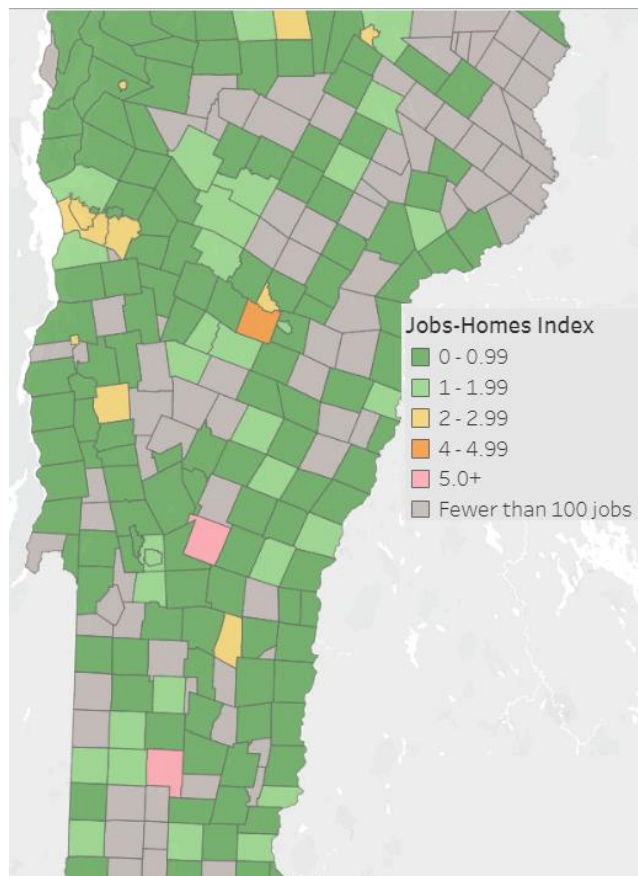 Jobs-Homes Index
0 - 0.99
1 - 1.99
2 - 2.99
4 - 4.99
5.0+
Fewer than 100 jobs